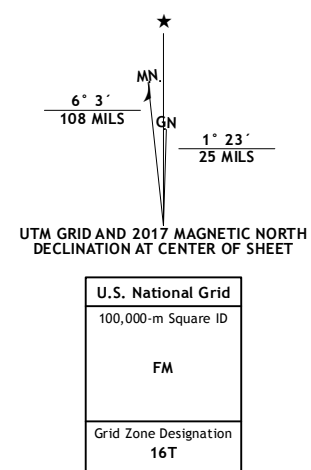 ★
MN.
6° 3´
108 MILS
GN
1° 23´
25 MILS
UTM GRID AND 2017 MAGNETIC NORTH
DECLINATION AT CENTER OF SHEET
U.S. National Grid
100,000-m Square ID
FM
Grid Zone Designation
16T